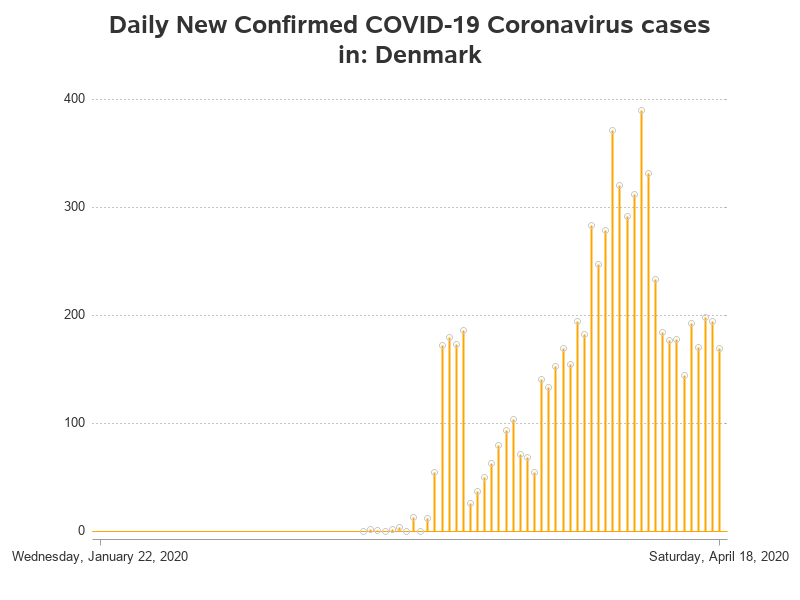 Daily New Confirmed COVID-19 Coronavirus cases
in: Denmark
400
300
200
100
0
Wednesday, January 22, 2020
Saturday, April 18, 2020